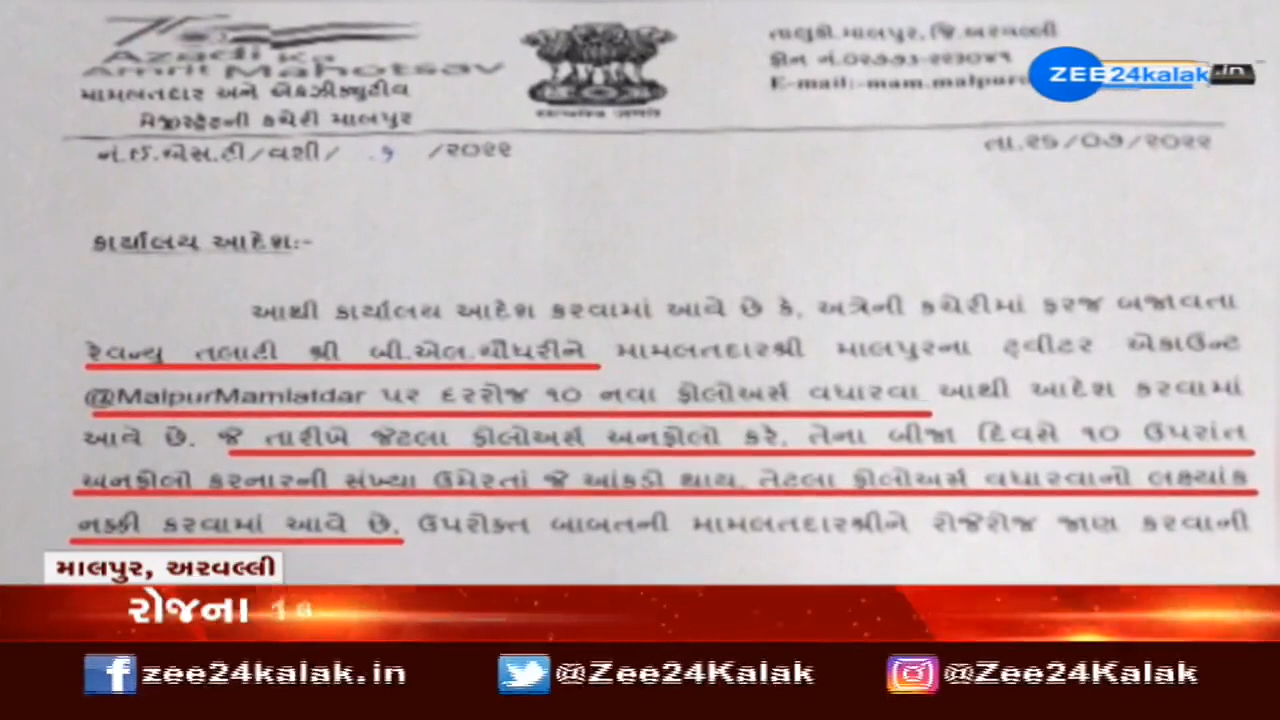 Azadi Ka
Amrit Mahotsav
મામલતદાર અને એકઝીક્યુટીવ
મેજીસ્ટ્રેટની કચેરી માલપુર
તાલુકો.માલપુર, જિ.અરવલ્લી
ફોન નં.૦૨૭૭૩-૨૨૩૦૪૧
E-mail:-mam.malpur
ZEE24kalak.in
નં.ઈ.એસ.ટી/વશી/ /૨૦૨૨
તા.૨૬/૦૭/૨૦૨૨
કાર્યાલય આદેશઃ-
આથી કાર્યાલય આદેશ કરવામાં આવે છે કે, અત્રેની કચેરીમાં ફરજ બજાવતા
રેવન્યુ તલાટી શ્રી બી.એલ.ચૌધરીને મામલતદારશ્રી માલપુરના ટ્વીટર એકાઉન્ટ
@MalpurMamlatdar પર દરરોજ ૧૦ નવા ફોલોઅર્સ વધારવા આથી આદેશ કરવામાં
આવે છે. જે તારીખે જેટલા ફોલોઅર્સ અનફોલો કરે, તેના બીજા દિવસે ૧૦ ઉપરાંત
અનફોલો કરનારની સંખ્યા ઉમેરતાં જે આંકડો થાય, તેટલા ફોલોઅર્સ વધારવાનો લક્ષ્યાંક
નક્કી કરવામાં આવે છે. ઉપરોક્ત બાબતની મામલતદારશ્રીને રોજેરોજ જાણ કરવાની
માલપુર, અરવલ્લી
રોજના
zee24kalak.in
@Zee24Kalak
@Zee24Kalak